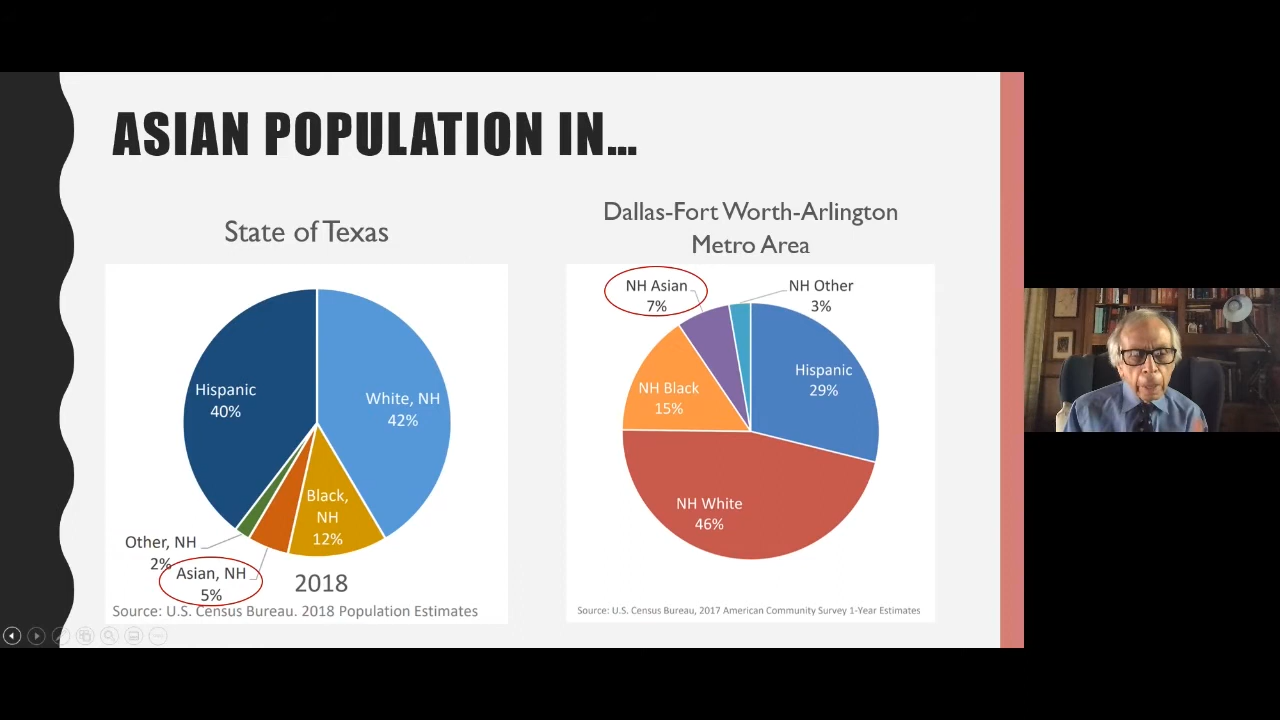 ASIAN POPULATION IN...
State of Texas
Hispanic
40%
White, NH
42%
Black,
NH
12%
Other, NH
2%
Asian, NH
5%
2018
Source: U.S. Census Bureau. 2018 Population Estimates
Dallas-Fort Worth-Arlington
Metro Area
NH Asian
7%
NH Other
3%
Hispanic
29%
NH Black
15%
NH White
46%
Source: U.S. Census Bureau, 2017 American Community Survey 1-Year Estimates